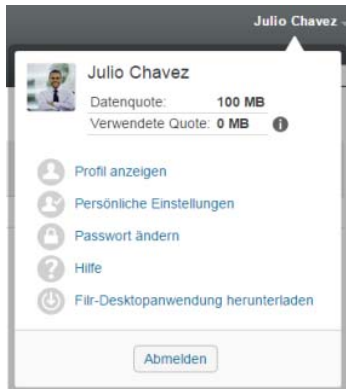 Julio Chavez
Julio Chavez
Datenquote: 100 MB
Verwendete Quote: 0 MB
Profil anzeigen
Persönliche Einstellungen
Passwort ändern
Hilfe
Filr-Desktopanwendung herunterladen
Abmelden